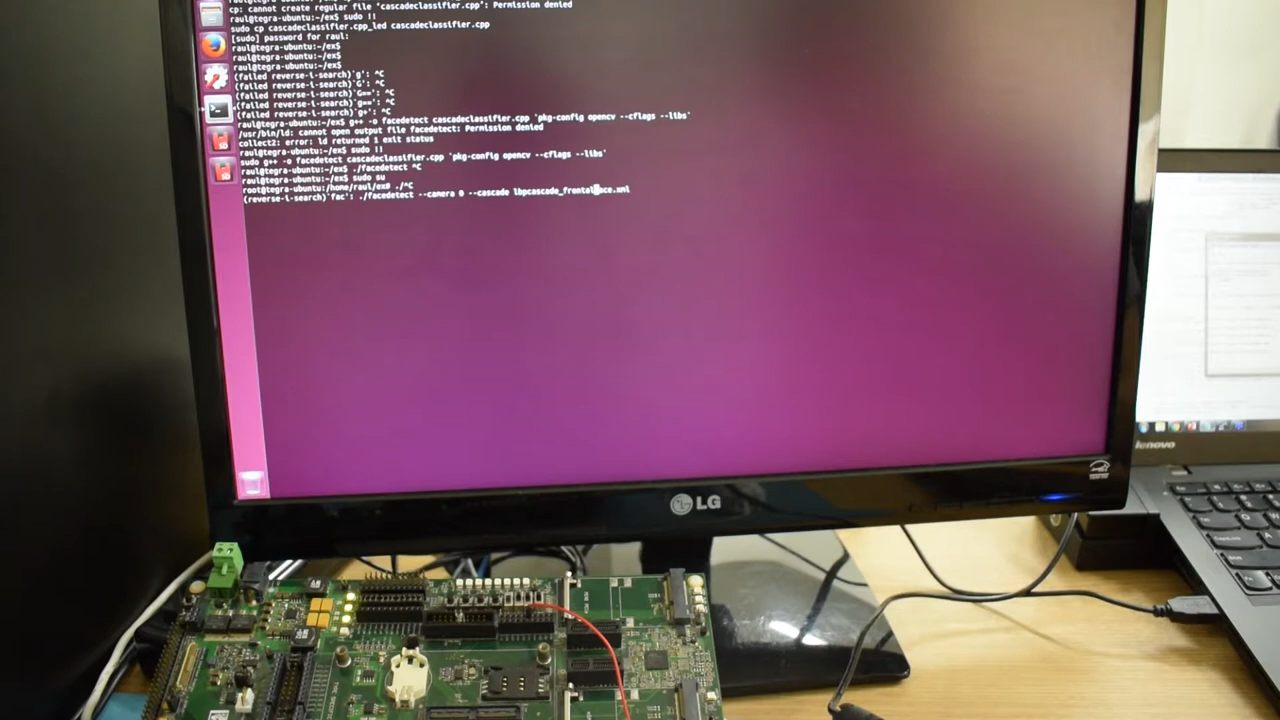 cp: cannot create regular file 'cascadeclassifier.cpp': Permission denied
raul@tegra-ubuntu:~/ex$ sudo !!
sudo cp cascadeclassifier.cpp_led cascadeclassifier.cpp
[sudo] password for raul:
raul@tegra-ubuntu:~/ex$
raul@tegra-ubuntu:~/ex$
raul@tegra-ubuntu:~/ex$
(failed reverse-i-search)`g': ^C
(failed reverse-i-search)`G': ^C
(failed reverse-i-search)`G==': ^C
(failed reverse-i-search)`g==': ^C
(failed reverse-i-search)`g+': ^C
raul@tegra-ubuntu:~/ex$ g++ -o facedetect cascadeclassifier.cpp `pkg-config opencv --cflags --libs`
/usr/bin/ld: cannot open output file facedetect: Permission denied
collect2: error: ld returned 1 exit status
raul@tegra-ubuntu:~/ex$ sudo !!
sudo g++ -o facedetect cascadeclassifier.cpp `pkg-config opencv --cflags --libs`
raul@tegra-ubuntu:~/ex$ ./facedetect ^C
raul@tegra-ubuntu:~/ex$ sudo su
root@tegra-ubuntu:/home/raul/ex# ./^C
(reverse-i-search)`fac': ./facedetect --camera 0 --cascade lbpcascade_frontalface.xml
LG
lenovo